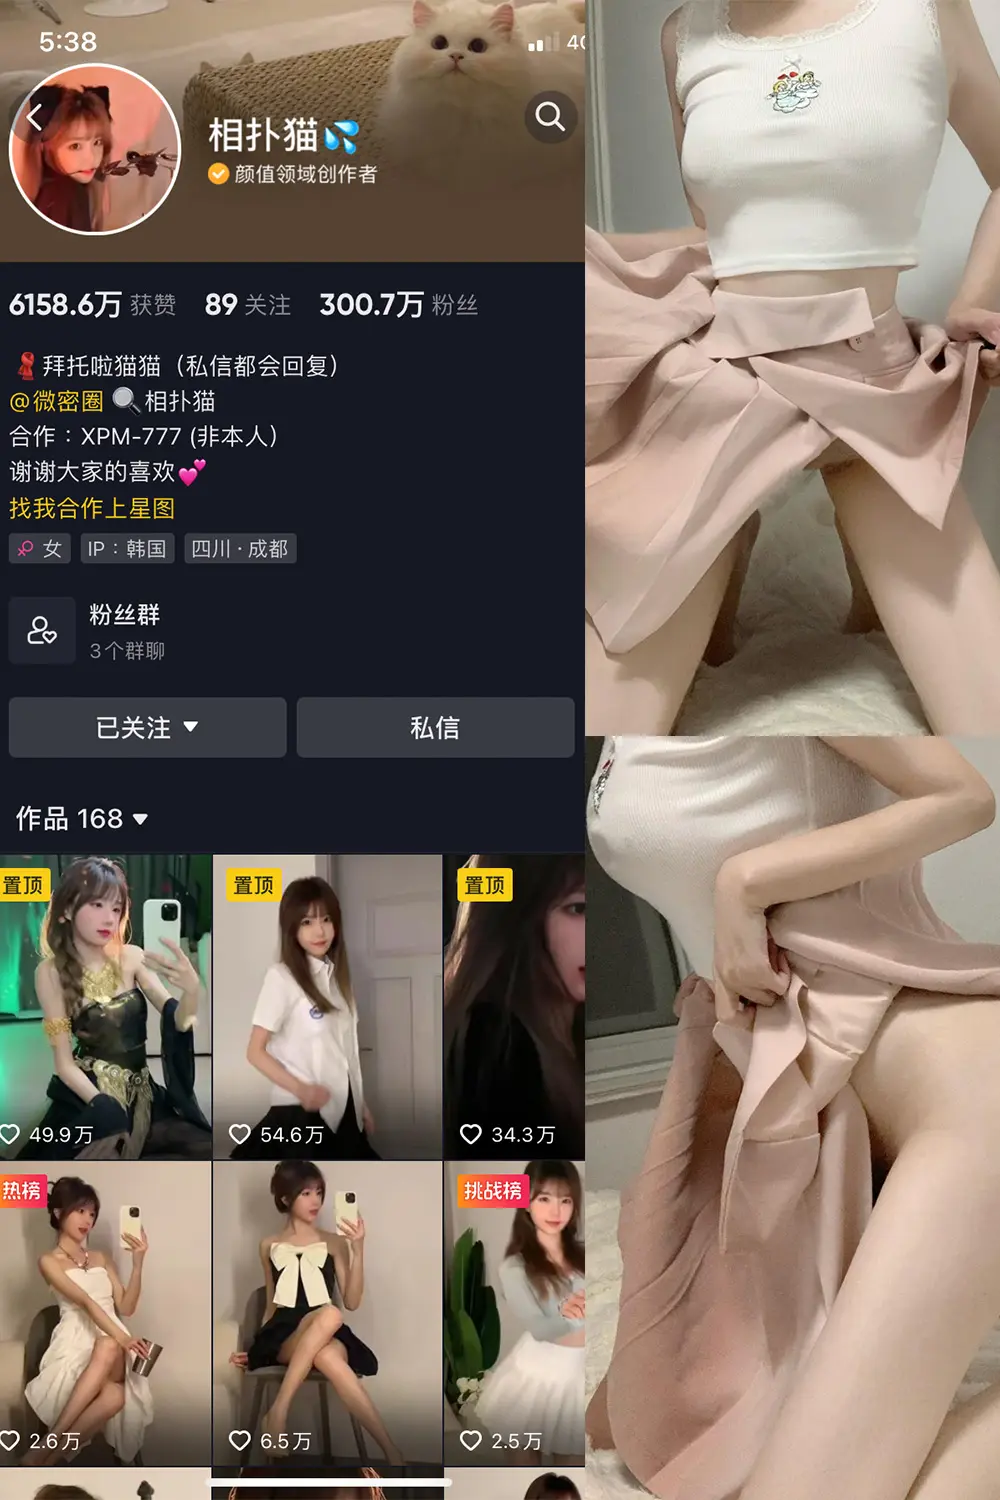 5:38
4G
相扑猫💦
颜值领域创作者
6158.6万 获赞 89 关注 300.7万 粉丝
🧣拜托啦猫猫（私信都会回复）
@微密圈 🔍相扑猫
合作：XPM-777 (非本人)
谢谢大家的喜欢💕
找我合作上星图
女 IP：韩国 四川·成都
粉丝群
3个群聊
已关注 私信
作品 168
置顶 置顶 置顶
49.9万 54.6万 34.3万
热榜 挑战榜
2.6万 6.5万 2.5万